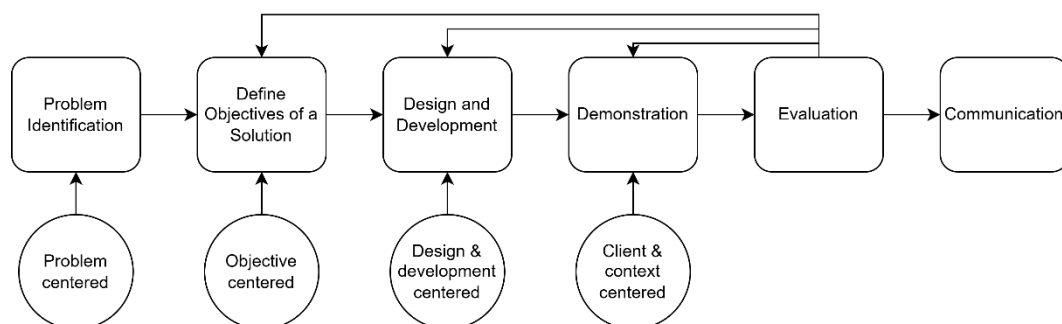 Problem
Identification
Define
Objectives of a
Solution
Design and
Development
Demonstration
Evaluation
Communication
Problem
centered
Objective
centered
Design &
development
centered
Client &
context
centered